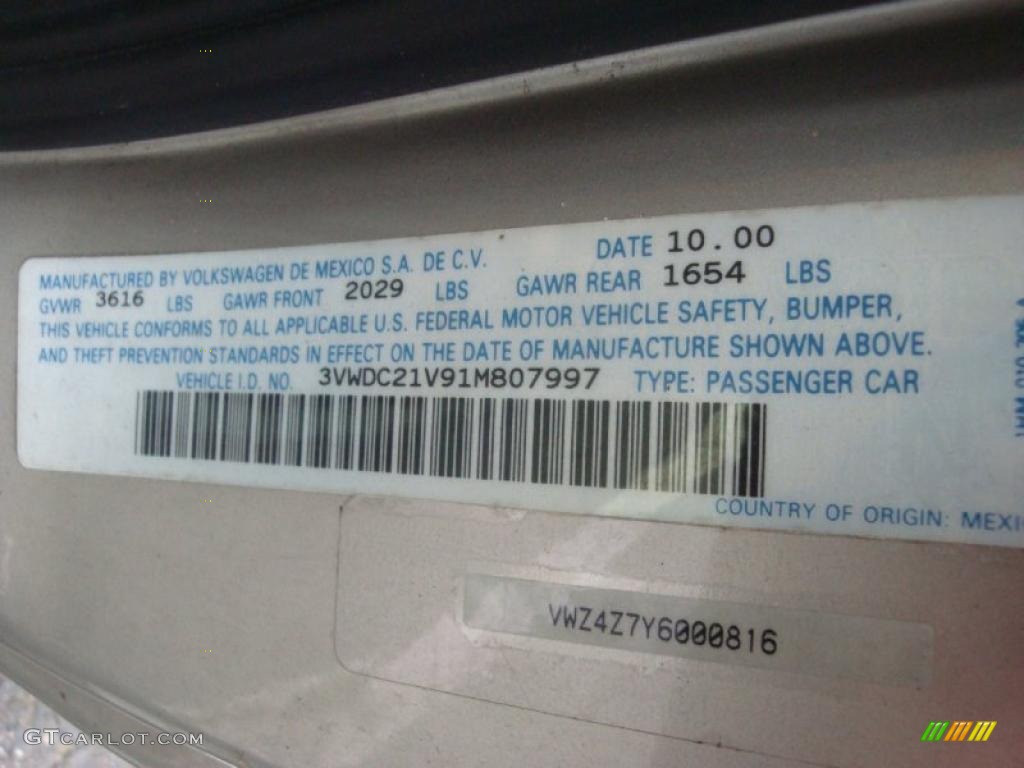 MANUFACTURED BY VOLKSWAGEN DE MEXICO S.A. DE C.V. DATE 10.00
GVWR 3616 LBS GAWR FRONT 2029 LBS GAWR REAR 1654 LBS
THIS VEHICLE CONFORMS TO ALL APPLICABLE U.S. FEDERAL MOTOR VEHICLE SAFETY, BUMPER,
AND THEFT PREVENTION STANDARDS IN EFFECT ON THE DATE OF MANUFACTURE SHOWN ABOVE.
VEHICLE I.D. NO. 3VWDC21V91M807997 TYPE: PASSENGER CAR
COUNTRY OF ORIGIN: MEXI
VWZ4Z7Y6000816
GTCARLOT.COM